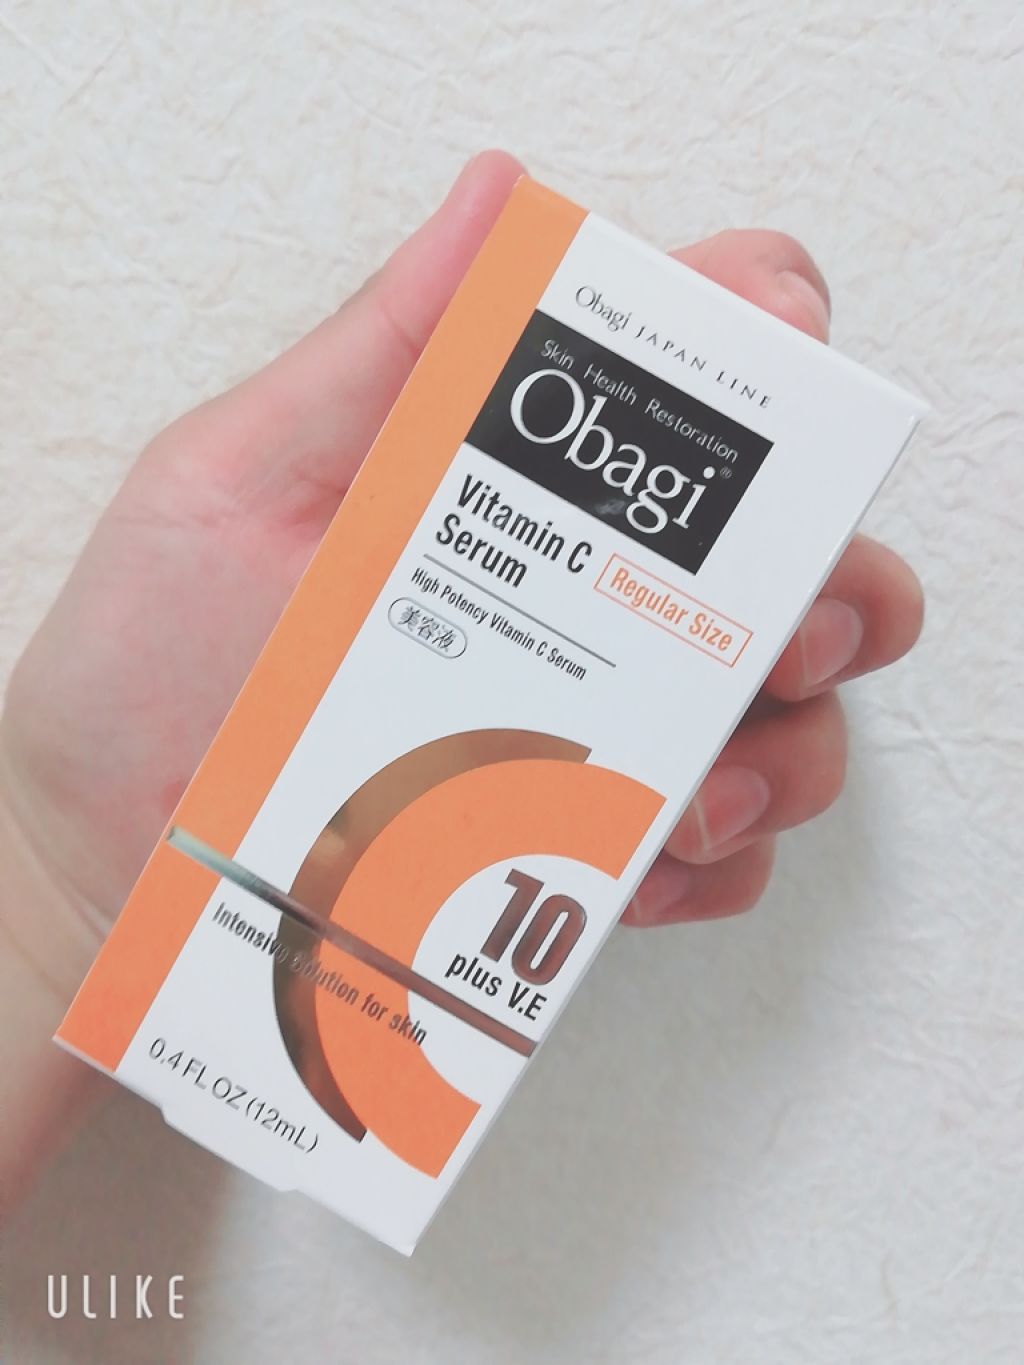 Obagi JAPAN LINE
Skin Health Restoration
Obagi®
Vitamin C
Serum
Regular Size
High Potency Vitamin C Serum
美容液
10
plus V.E
Intensive solution for skin
0.4 FL OZ (12mL)
ULIKE